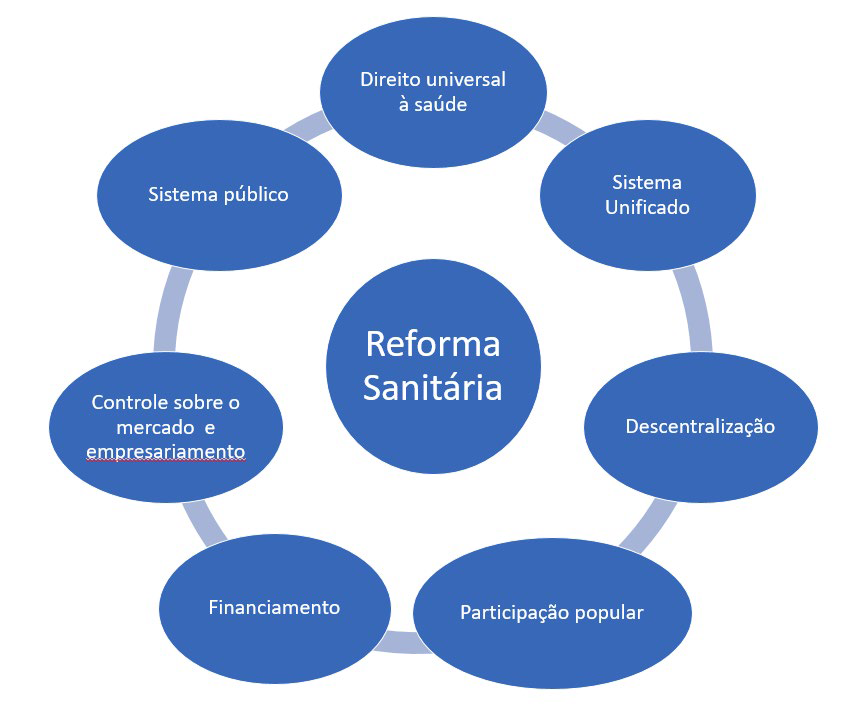 Direito universal
à saúde
Sistema
Unificado
Descentralização
Participação popular
Financiamento
Controle sobre o
mercado e
empresariamento
Sistema público
Reforma
Sanitária